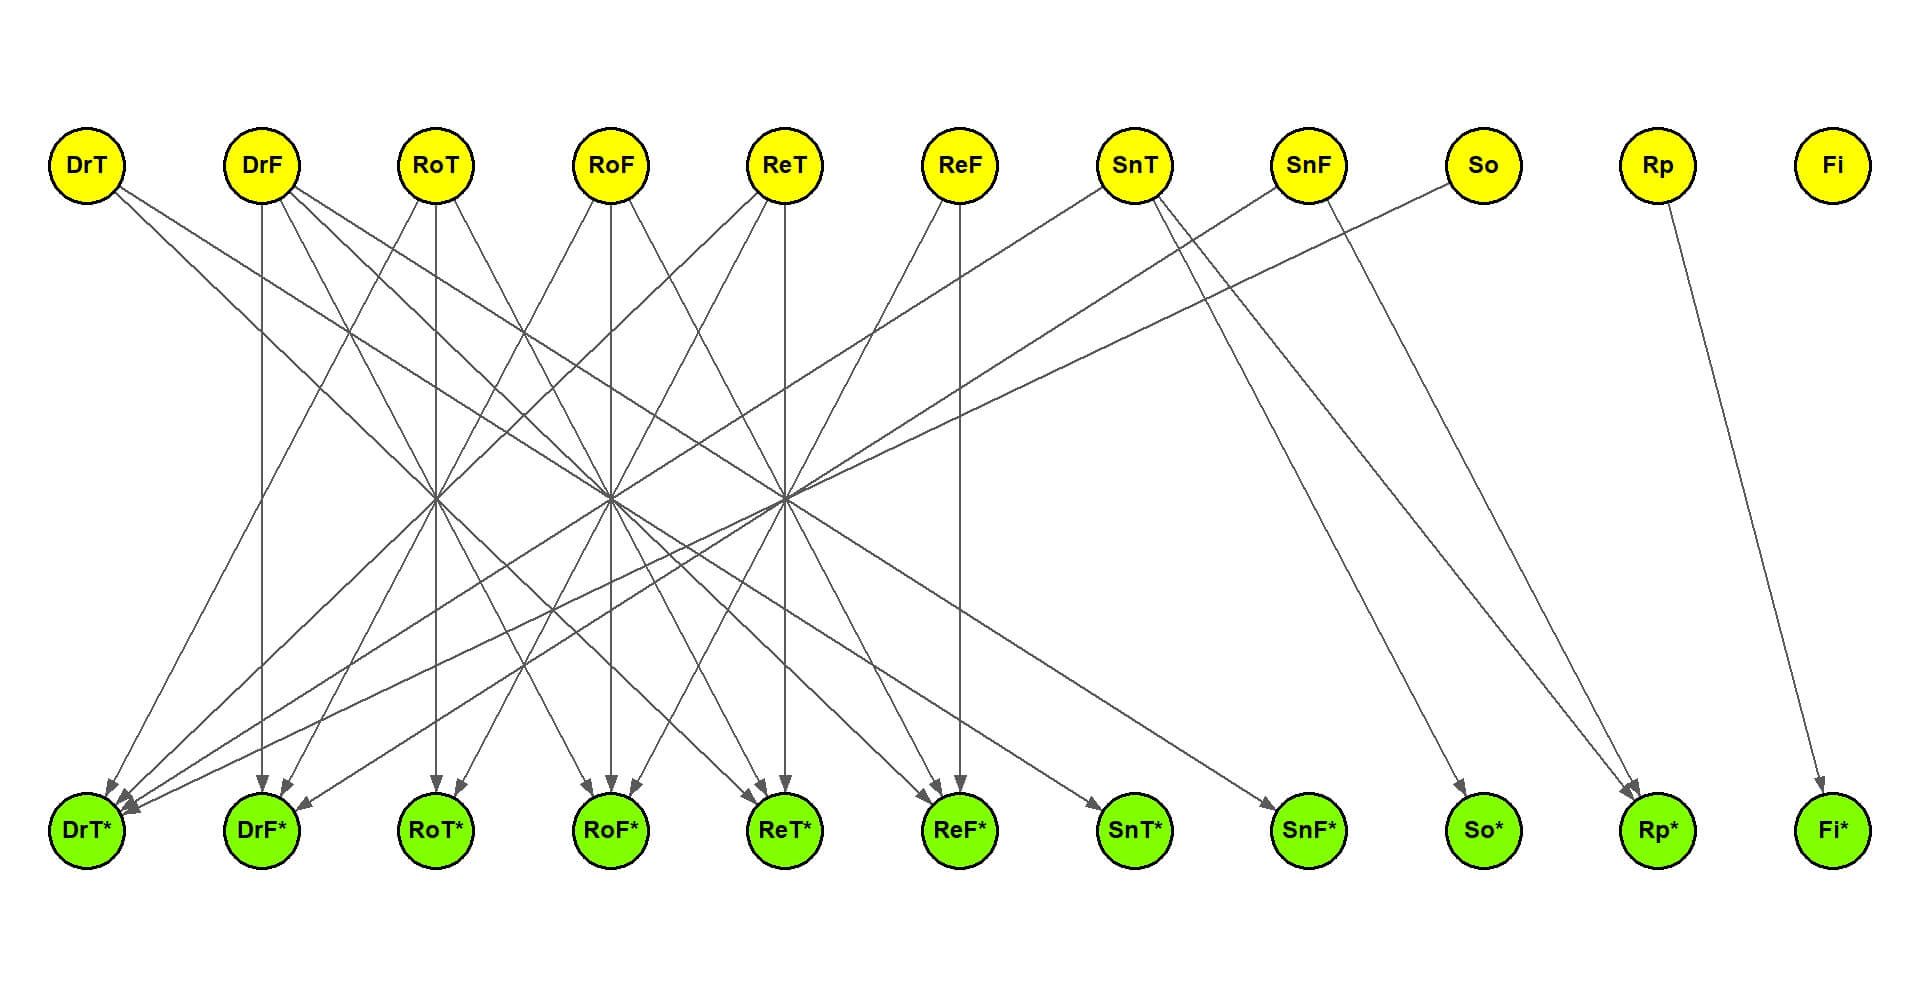 DrT DrF RoT RoF ReT ReF SnT SnF So Rp Fi
DrT* DrF* RoT* RoF* ReT* ReF* SnT* SnF* So* Rp* Fi*